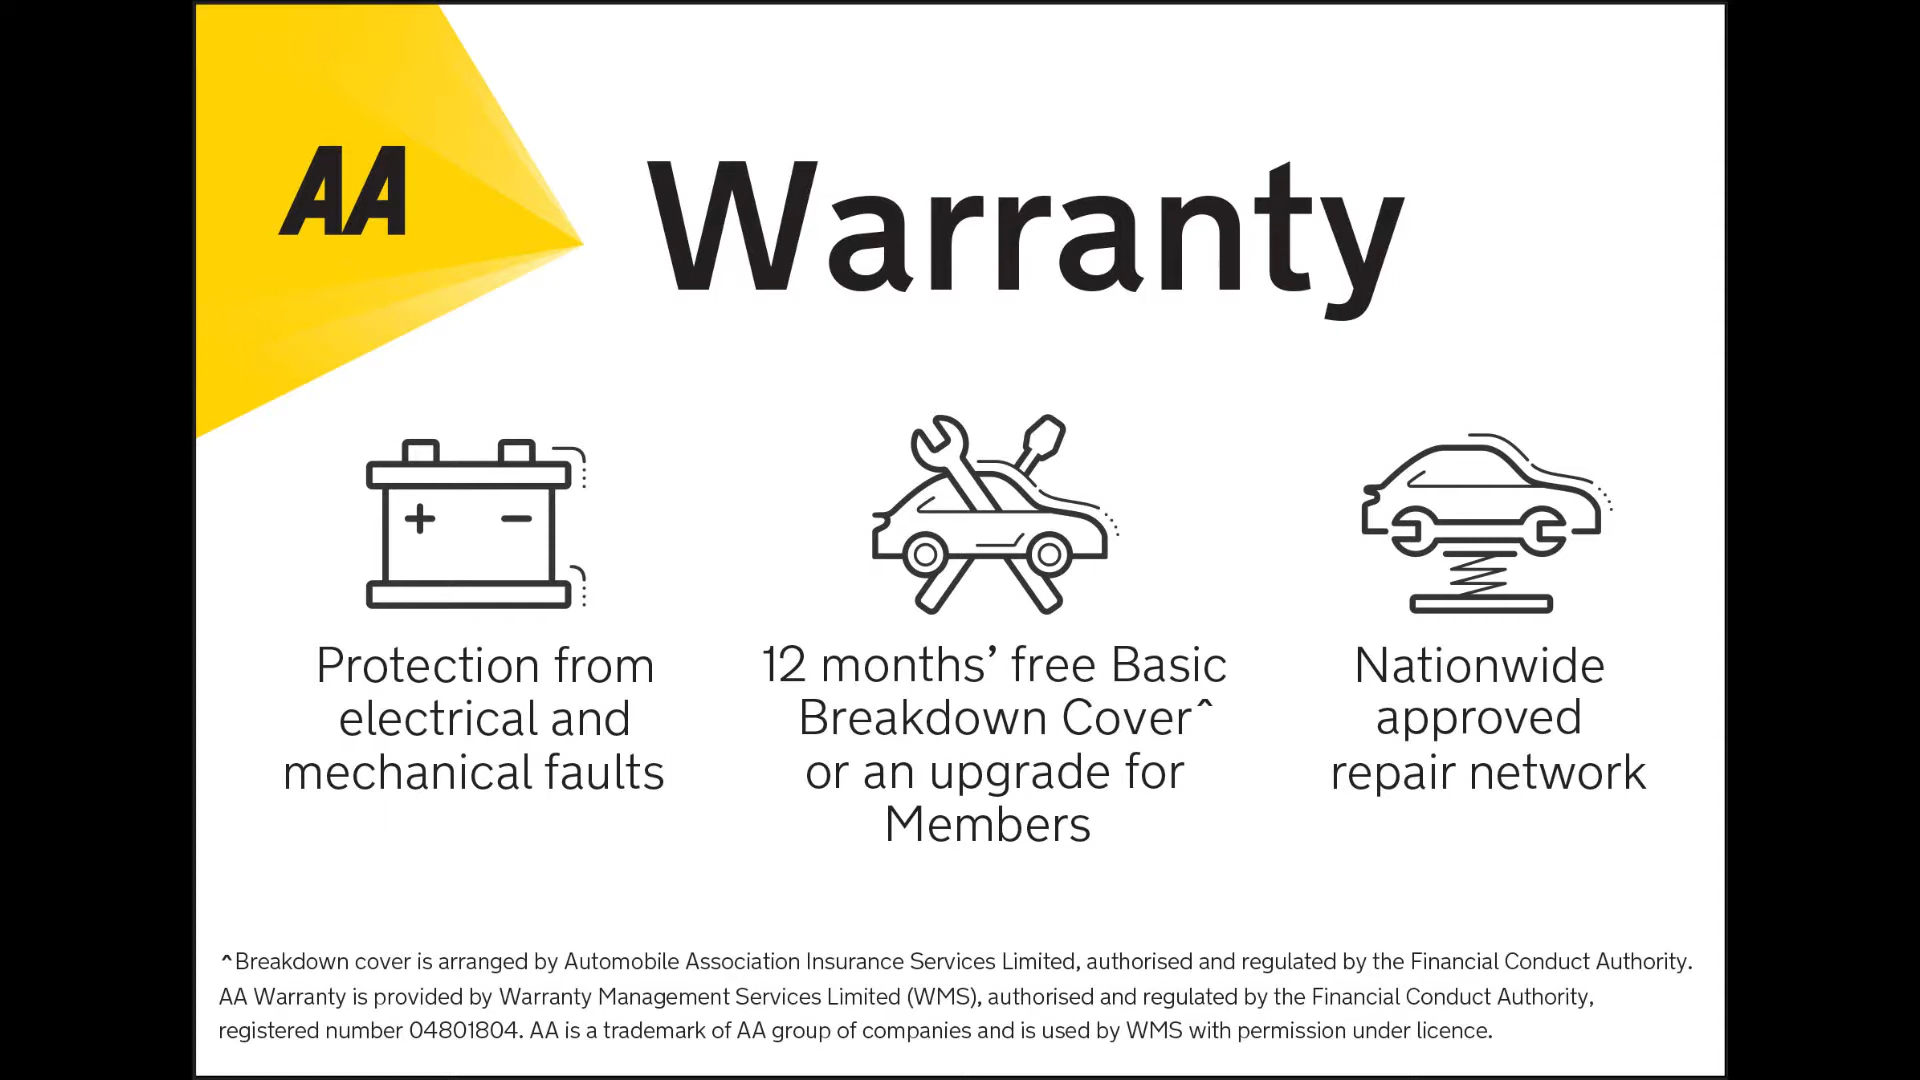 AA
Warranty
+ −
Protection from
electrical and
mechanical faults
12 months’ free Basic
Breakdown Cover^
or an upgrade for
Members
Nationwide
approved
repair network
^Breakdown cover is arranged by Automobile Association Insurance Services Limited, authorised and regulated by the Financial Conduct Authority.
AA Warranty is provided by Warranty Management Services Limited (WMS), authorised and regulated by the Financial Conduct Authority,
registered number 04801804. AA is a trademark of AA group of companies and is used by WMS with permission under licence.